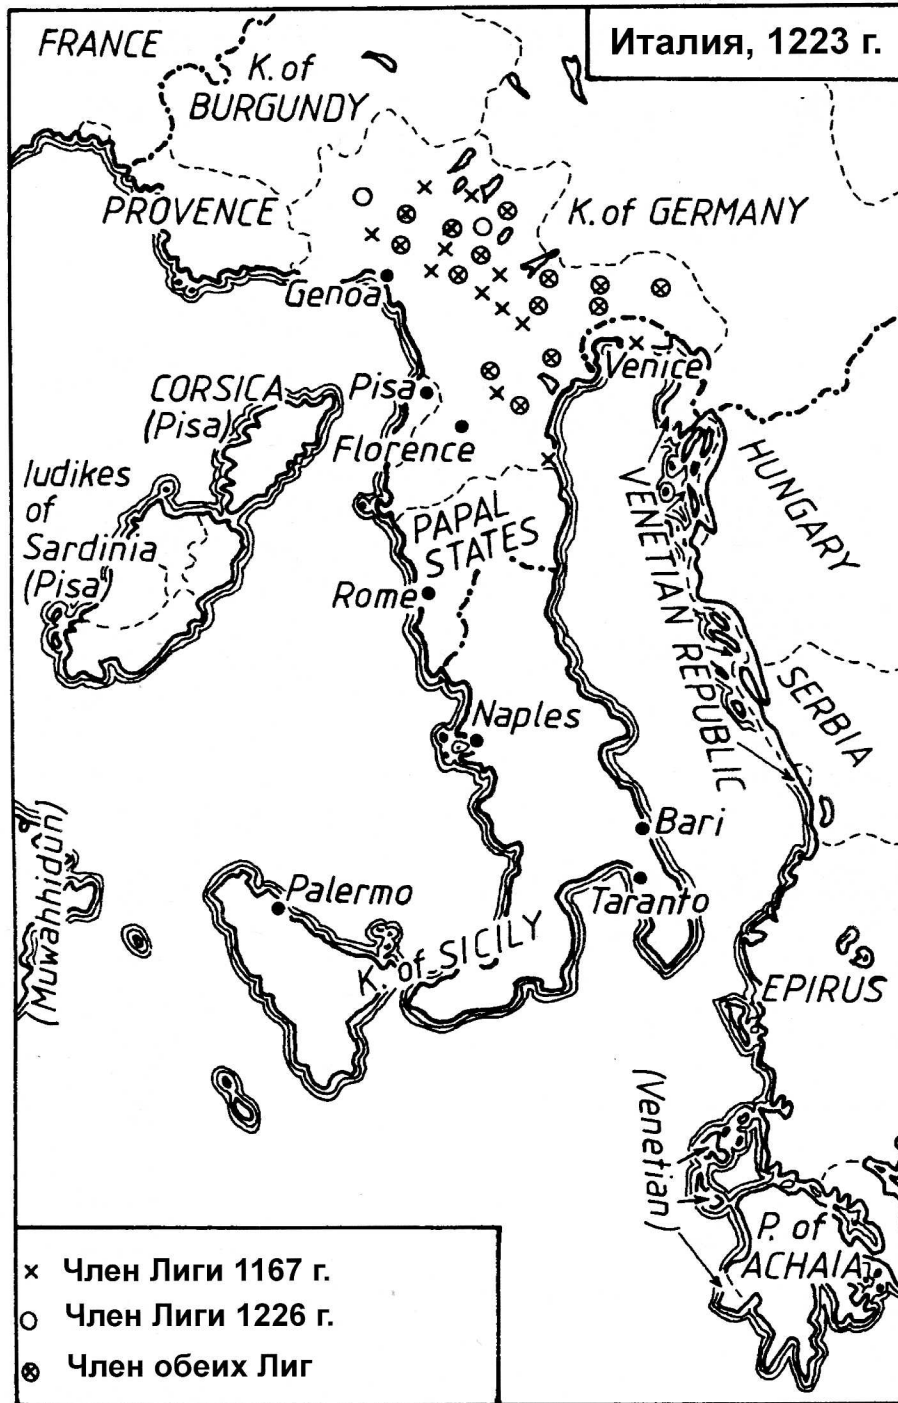 Италия, 1223 г.
FRANCE
K. of
BURGUNDY
PROVENCE
K. of GERMANY
Genoa
Venice
CORSICA
(Pisa)
Pisa
Florence
Iudikes
of
Sardinia
(Pisa)
PAPAL
STATES
Rome
HUNGARY
VENETIAN REPUBLIC
SERBIA
Naples
Bari
Taranto
Palermo
K. of SICILY
(Muwahhidûn)
EPIRUS
(Venetian)
P. of
ACHAIA
× Член Лиги 1167 г.
○ Член Лиги 1226 г.
⊗ Член обеих Лиг